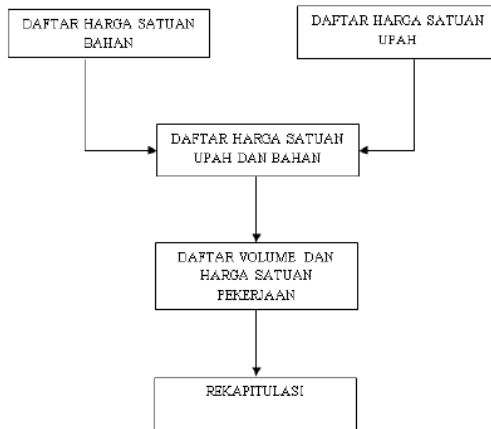 DAFTAR HARGA SATUAN
BAHAN
DAFTAR HARGA SATUAN
UPAH
DAFTAR HARGA SATUAN
UPAH DAN BAHAN
DAFTAR VOLUME DAN
HARGA SATUAN
PEKERJAAN
REKAPITULASI